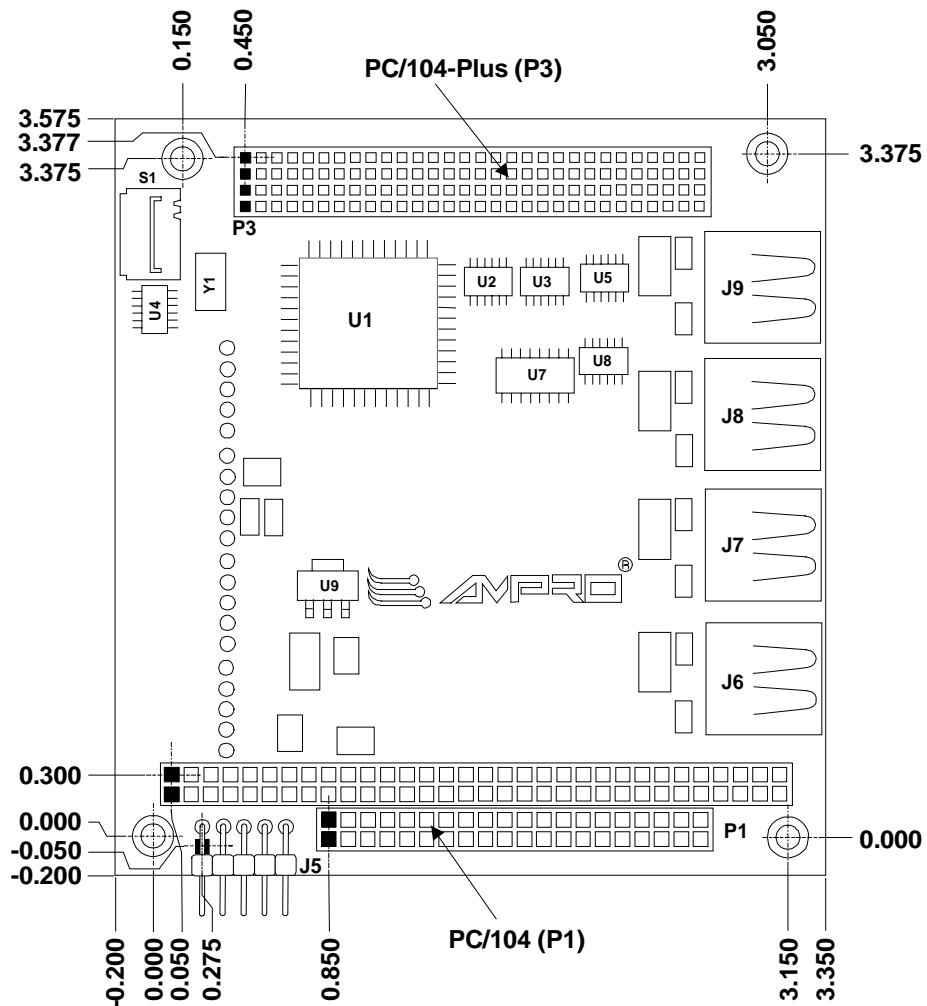 0.150
0.450
3.050
PC/104-Plus (P3)
3.575
3.377
3.375
3.375
S1
P3
U4
Y1
U1
U2
U3
U5
J9
U7
U8
J8
J7
U9
AMPRO ®
J6
0.300
0.000
-0.050
-0.200
J5
P1
0.000
PC/104 (P1)
-0.200
0.000
0.050
0.275
0.850
3.150
3.350